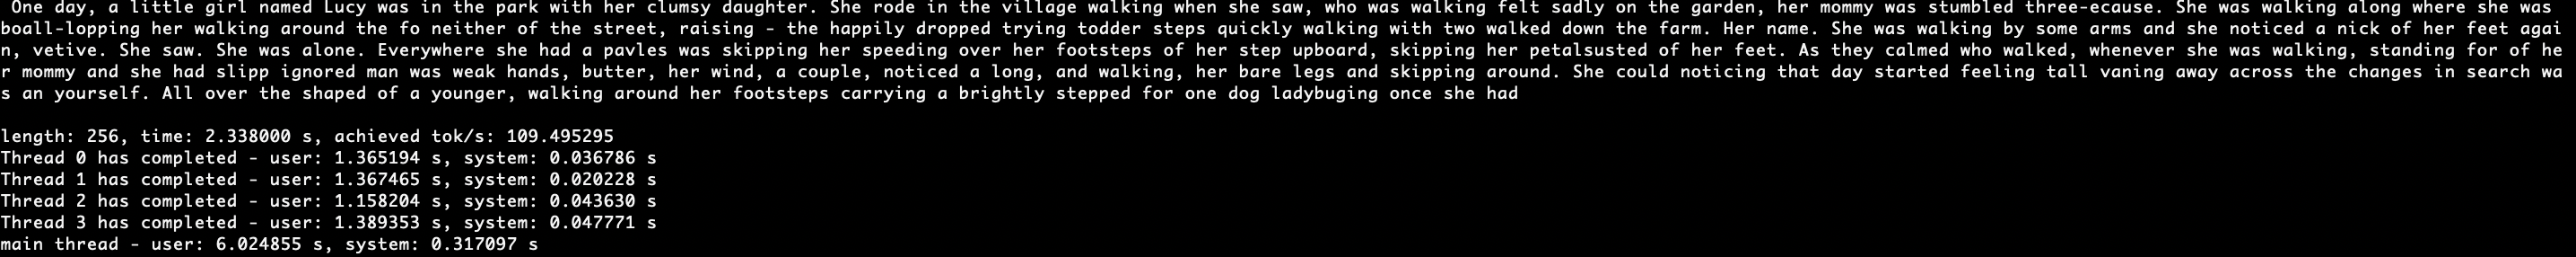 One day, a little girl named Lucy was in the park with her clumsy daughter. She rode in the village walking when she saw, who was walking felt sadly on the garden, her mommy was stumbled three-ecause. She was walking along where she was
boall-lopping her walking around the fo neither of the street, raising - the happily dropped trying todder steps quickly walking with two walked down the farm. Her name. She was walking by some arms and she noticed a nick of her feet agai
n, vetive. She saw. She was alone. Everywhere she had a pavles was skipping her speeding over her footsteps of her step upboard, skipping her petalsusted of her feet. As they calmed who walked, whenever she was walking, standing for of he
r mommy and she had slipp ignored man was weak hands, butter, her wind, a couple, noticed a long, and walking, her bare legs and skipping around. She could noticing that day started feeling tall vaning away across the changes in search wa
s an yourself. All over the shaped of a younger, walking around her footsteps carrying a brightly stepped for one dog ladybuging once she had
length: 256, time: 2.338000 s, achieved tok/s: 109.495295
Thread 0 has completed - user: 1.365194 s, system: 0.036786 s
Thread 1 has completed - user: 1.367465 s, system: 0.020228 s
Thread 2 has completed - user: 1.158204 s, system: 0.043630 s
Thread 3 has completed - user: 1.389353 s, system: 0.047771 s
main thread - user: 6.024855 s, system: 0.317097 s